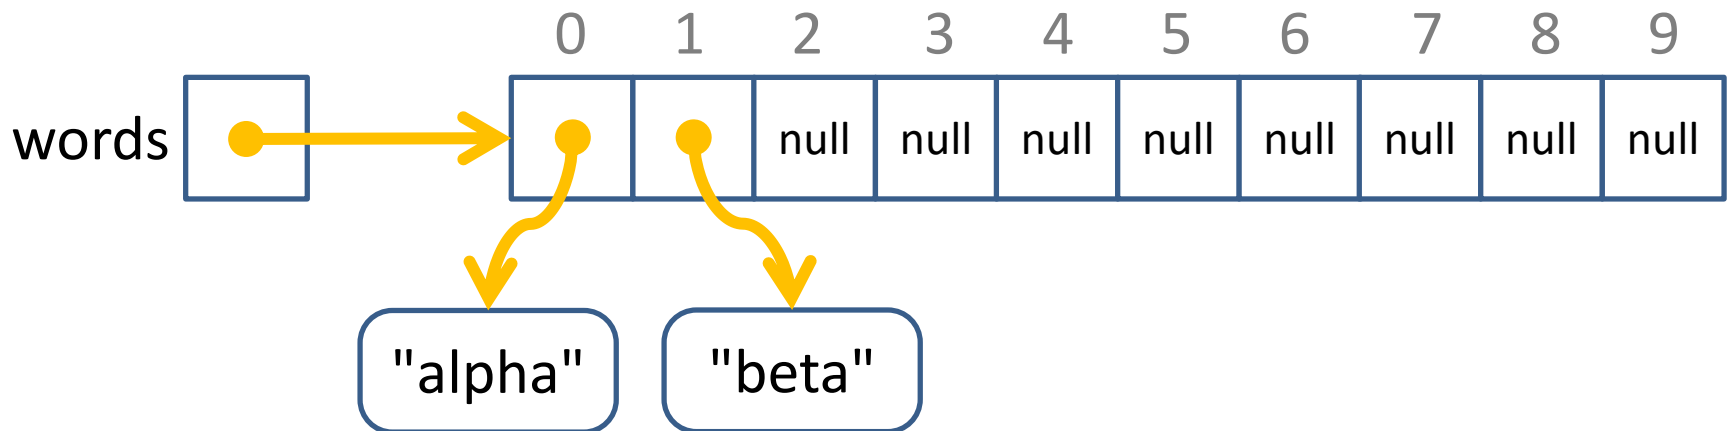 0 1 2 3 4 5 6 7 8 9
words null null null null null null null null
"alpha" "beta"